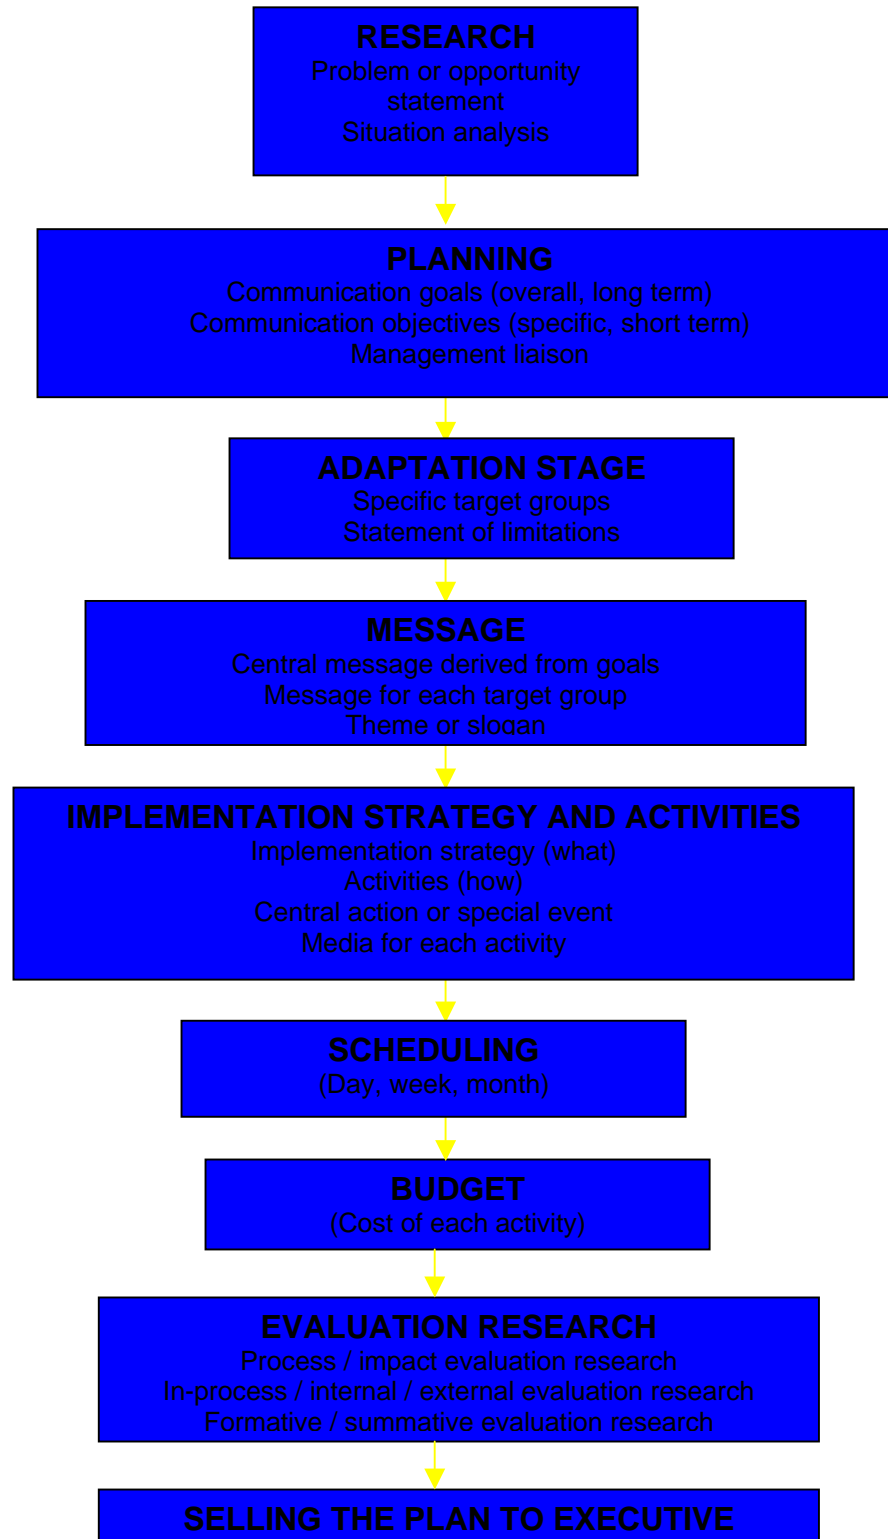 RESEARCH
Problem or opportunity
statement
Situation analysis
PLANNING
Communication goals (overall, long term)
Communication objectives (specific, short term)
Management liaison
ADAPTATION STAGE
Specific target groups
Statement of limitations
MESSAGE
Central message derived from goals
Message for each target group
Theme or slogan
IMPLEMENTATION STRATEGY AND ACTIVITIES
Implementation strategy (what)
Activities (how)
Central action or special event
Media for each activity
SCHEDULING
(Day, week, month)
BUDGET
(Cost of each activity)
EVALUATION RESEARCH
Process / impact evaluation research
In-process / internal / external evaluation research
Formative / summative evaluation research
SELLING THE PLAN TO EXECUTIVE